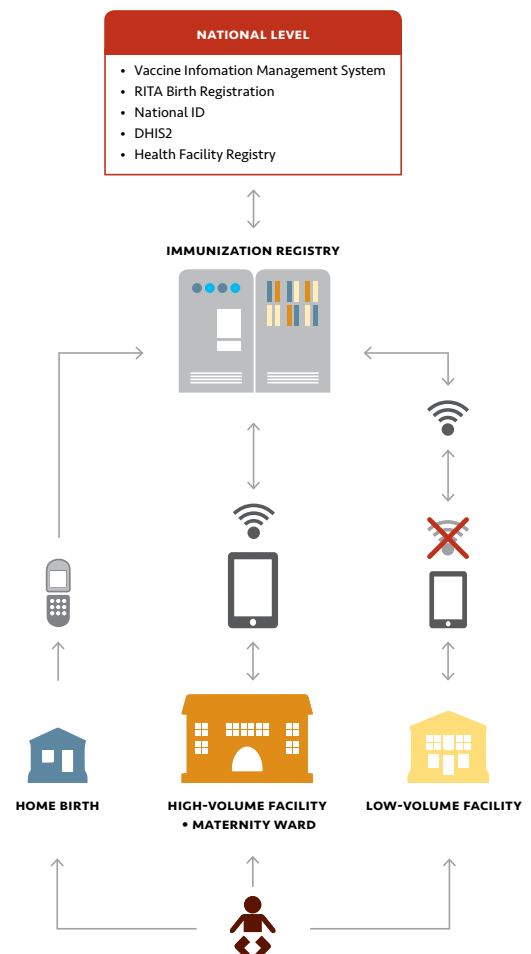 NATIONAL LEVEL
• Vaccine Infomation Management System
• RITA Birth Registration
• National ID
• DHIS2
• Health Facility Registry
IMMUNIZATION REGISTRY
HOME BIRTH
HIGH-VOLUME FACILITY
• MATERNITY WARD
LOW-VOLUME FACILITY